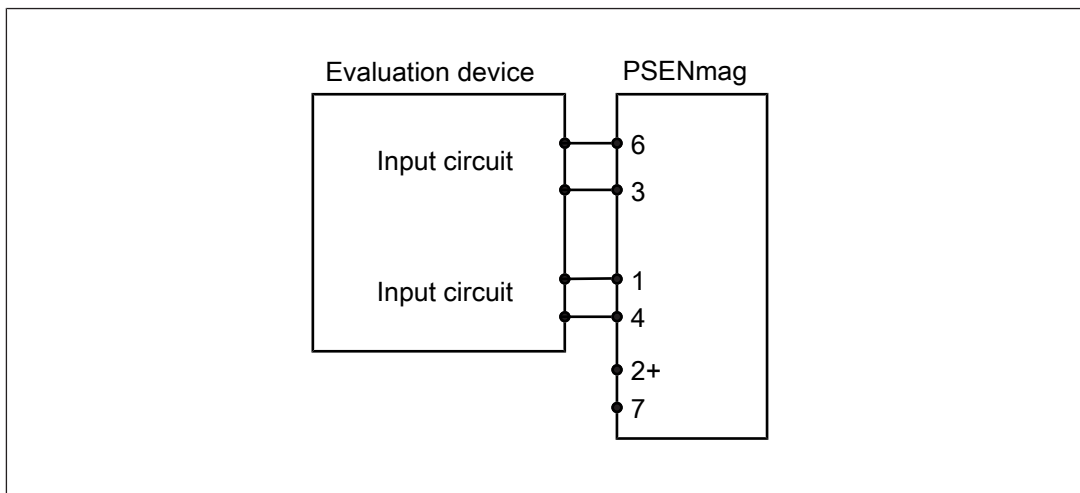 Evaluation device
PSENmag
Input circuit
6
3
Input circuit
1
4
2+
7